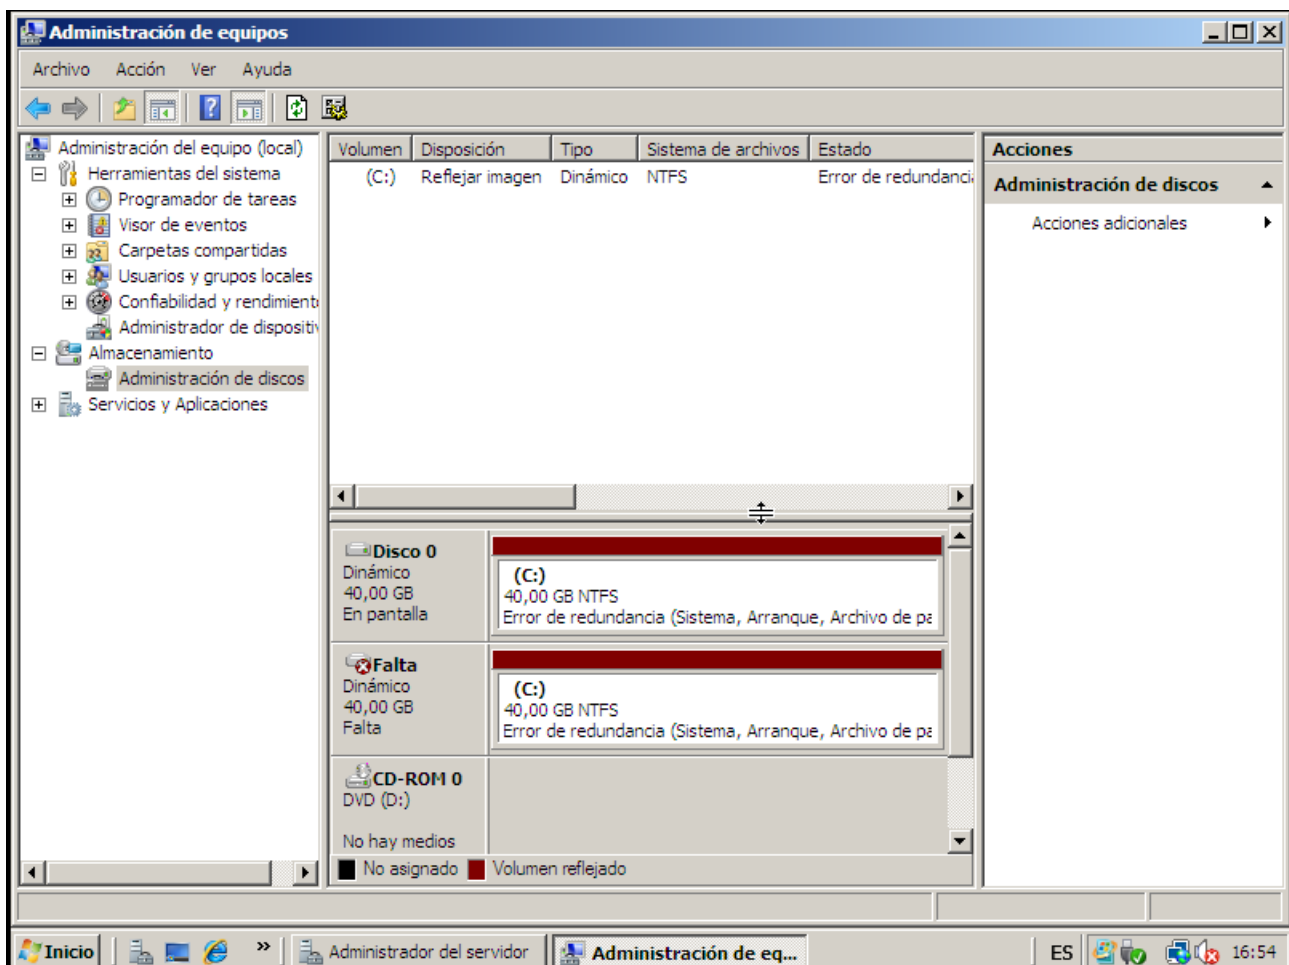 Administración de equipos
Archivo Acción Ver Ayuda
Administración del equipo (local)
Herramientas del sistema
Programador de tareas
Visor de eventos
Carpetas compartidas
Usuarios y grupos locales
Confiabilidad y rendimient
Administrador de dispositiv
Almacenamiento
Administración de discos
Servicios y Aplicaciones
Volumen Disposición Tipo Sistema de archivos Estado
(C:) Reflejar imagen Dinámico NTFS Error de redundanci
Disco 0
Dinámico
40,00 GB
En pantalla
(C:)
40,00 GB NTFS
Error de redundancia (Sistema, Arranque, Archivo de pa
Falta
Dinámico
40,00 GB
Falta
(C:)
40,00 GB NTFS
Error de redundancia (Sistema, Arranque, Archivo de pa
CD-ROM 0
DVD (D:)
No hay medios
No asignado Volumen reflejado
Acciones
Administración de discos
Acciones adicionales
Inicio » Administrador del servidor Administración de eq... ES 16:54